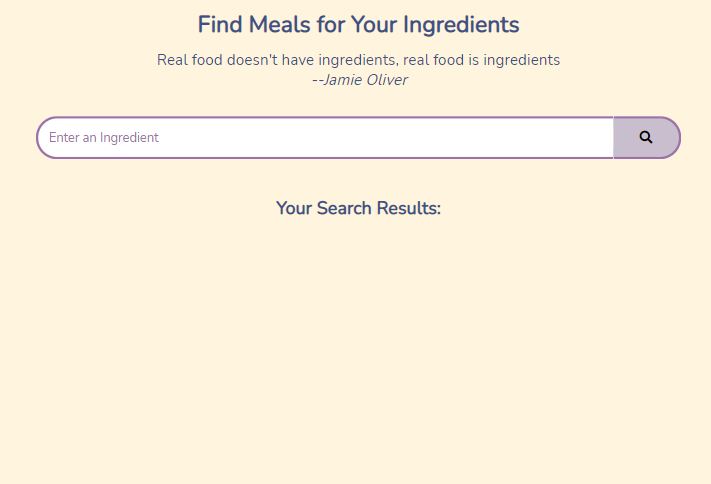 Find Meals for Your Ingredients
Real food doesn't have ingredients, real food is ingredients
--Jamie Oliver
Enter an Ingredient
Your Search Results: